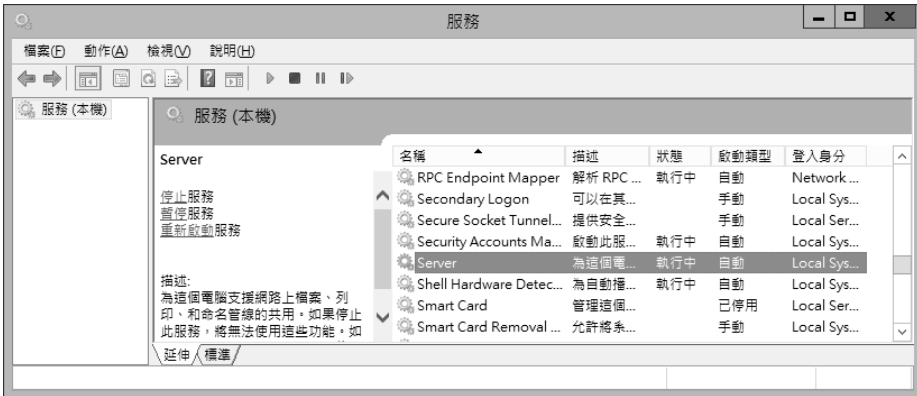 服務
檔案(F) 動作(A) 檢視(V) 說明(H)
服務 (本機)
服務 (本機)
Server
停止服務
暫停服務
重新啟動服務
描述:
為這個電腦支援網路上檔案、列
印、和命名管線的共用。如果停止
此服務，將無法使用這些功能。如
名稱 描述 狀態 啟動類型 登入身分
RPC Endpoint Mapper 解析 RPC ... 執行中 自動 Network ...
Secondary Logon 可以在其... 手動 Local Sys...
Secure Socket Tunnel... 提供安全... 手動 Local Ser...
Security Accounts Ma... 啟動此服... 執行中 自動 Local Sys...
Server 為這個電... 執行中 自動 Local Sys...
Shell Hardware Detec... 為自動播... 執行中 自動 Local Sys...
Smart Card 管理這個... 已停用 Local Ser...
Smart Card Removal ... 允許將系... 手動 Local Sys...
延伸 標準